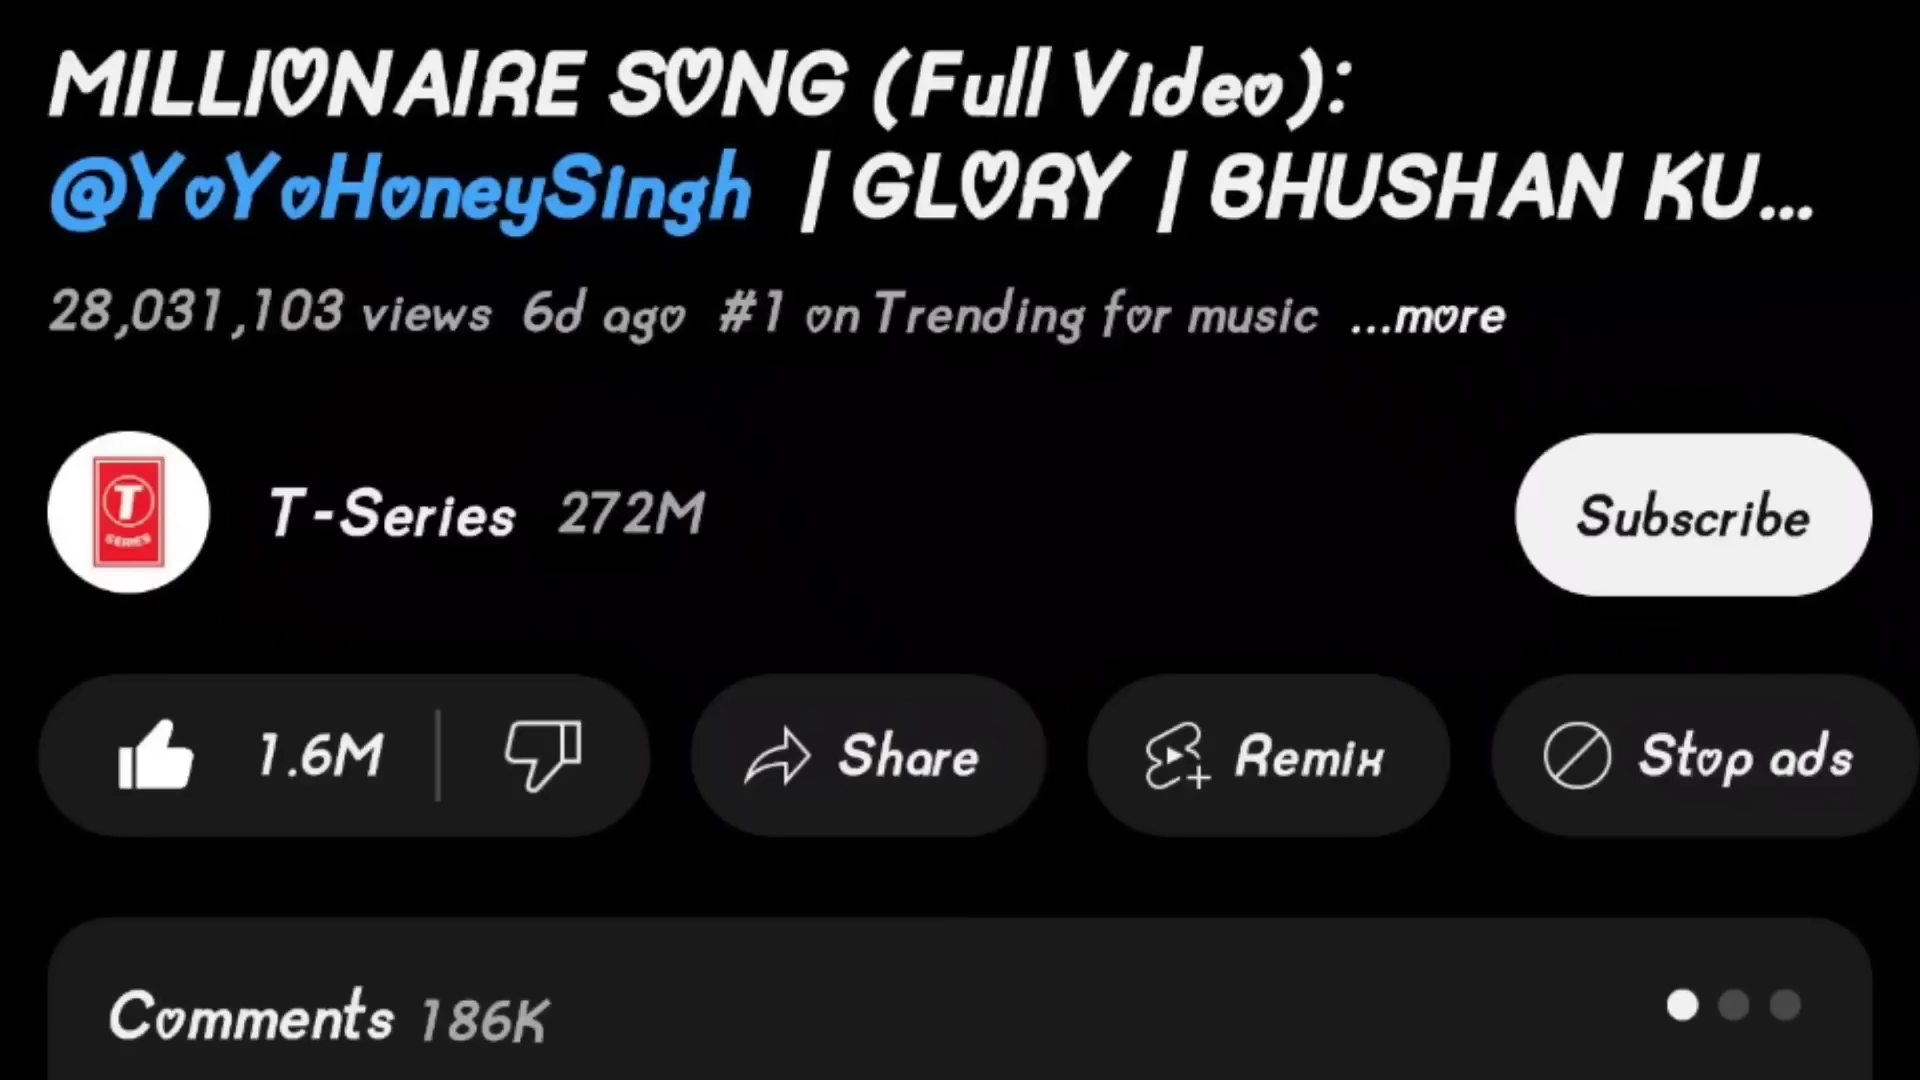 MILLIONAIRE SONG (Full Video):
@YoYoHoneySingh | GLORY | BHUSHAN KU...
28,031,103 views 6d ago #1 on Trending for music ...more
T
SERIES
T-Series 272M
Subscribe
1.6M
Share
Remix
Stop ads
Comments 186K